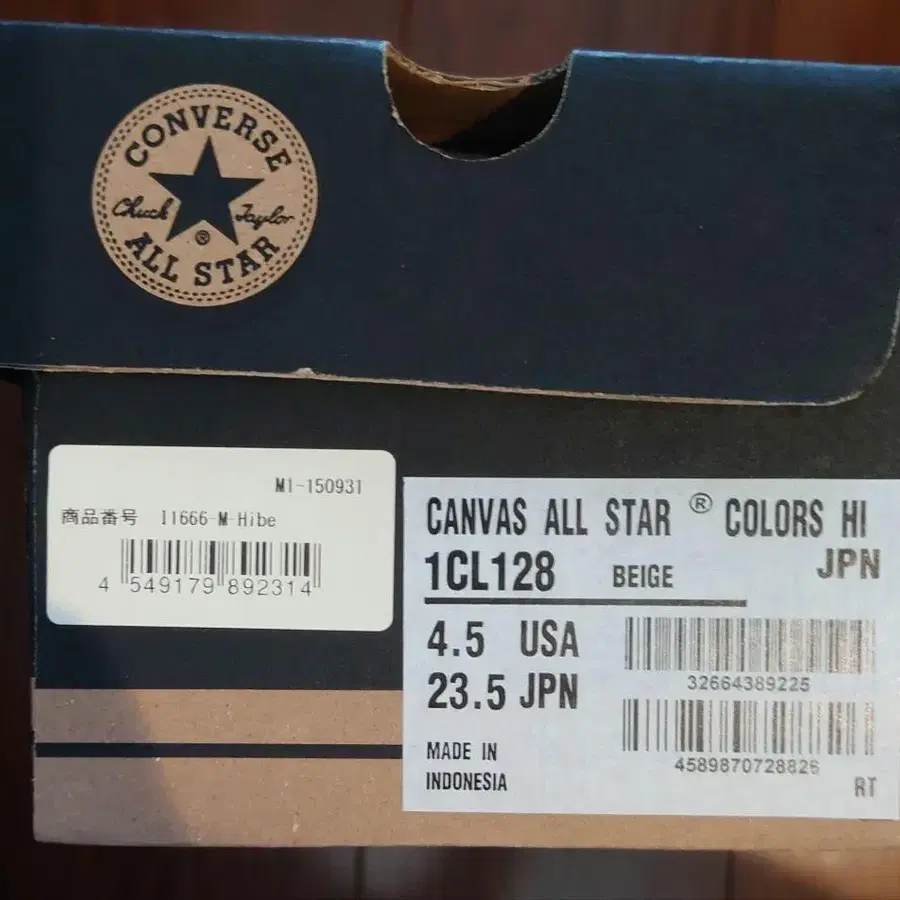 CONVERSE
Chuck Taylor
®
ALL STAR
M1-150931
商品番号 I1666-M-Hibe
4 549179 892314
CANVAS ALL STAR ® COLORS HI
JPN
1CL128 BEIGE
4.5 USA
23.5 JPN
32664389225
4589870728826
MADE IN
INDONESIA
RT